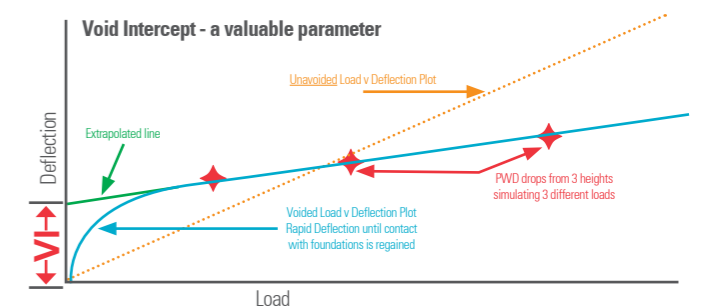 Void Intercept - a valuable parameter
Unavoided Load v Deflection Plot
Extrapolated line
Deflection
PWD drops from 3 heights
simulating 3 different loads
VI
Voided Load v Deflection Plot
Rapid Deflection until contact
with foundations is regained
Load